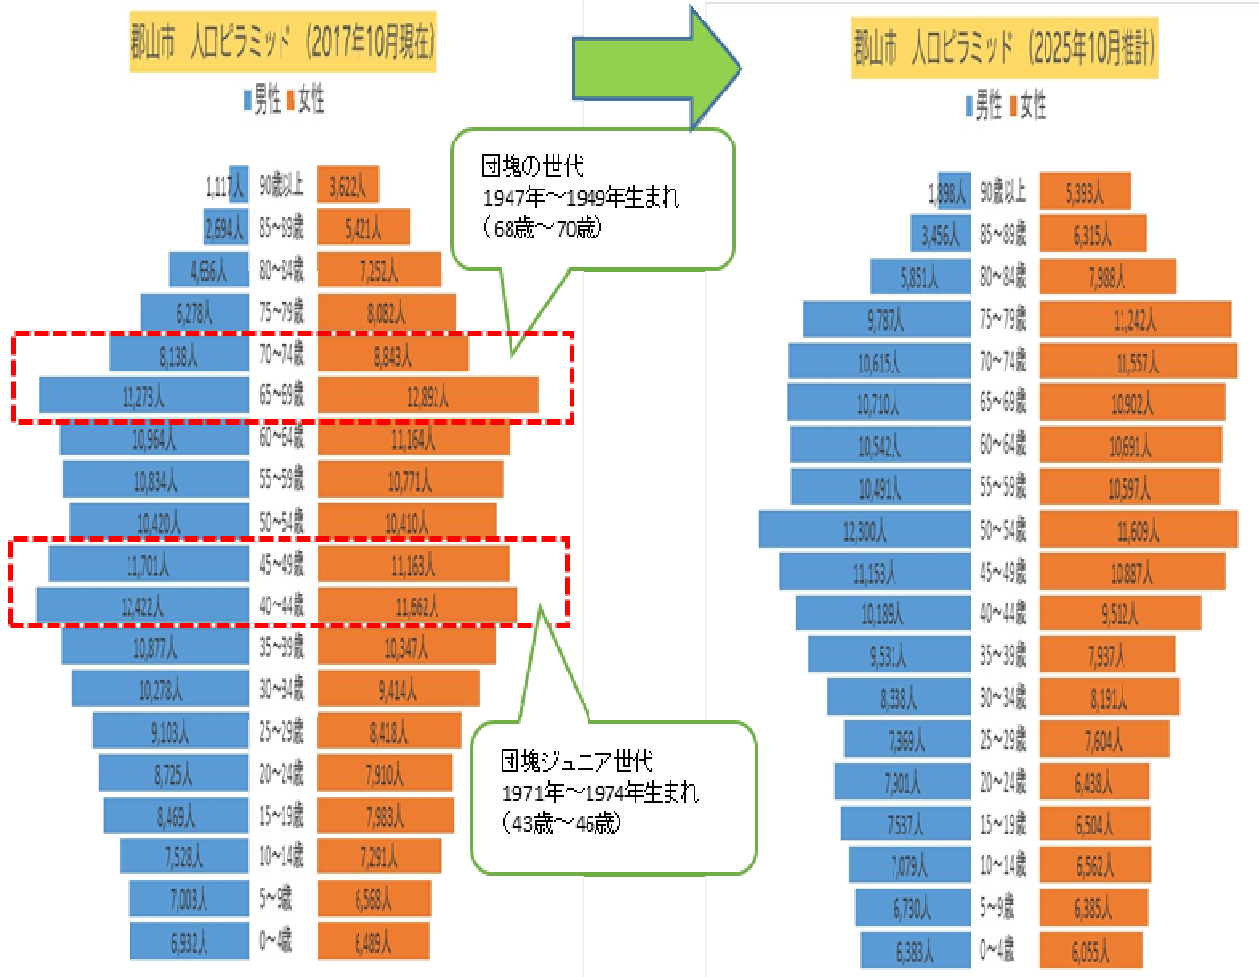 郡山市 人口ピラミッド （2017年10月現在）
男性 女性
1,117人 90歳以上 3,622人
2,694人 85～89歳 5,421人
4,636人 80～84歳 7,252人
6,278人 75～79歳 8,082人
8,138人 70～74歳 8,843人
12,273人 65～69歳
10,964人 60～64歳 11,164人
10,834人 55～59歳 10,771人
10,420人 50～54歳 10,410人
11,701人 45～49歳 11,163人
12,422人 40～44歳 11,662人
10,877人 35～39歳 10,347人
10,278人 30～34歳 9,414人
9,103人 25～29歳 8,418人
8,725人 20～24歳 7,910人
8,469人 15～19歳 7,983人
7,528人 10～14歳 7,291人
7,003人 5～9歳 6,568人
6,932人 0～4歳 6,489人
団塊の世代
1947年～1949年生まれ
（68歳～70歳）
団塊ジュニア世代
1971年～1974年生まれ
（43歳～46歳）
郡山市 人口ピラミッド （2025年10月推計）
男性 女性
1,898人 90歳以上 5,393人
3,456人 85～89歳 6,315人
5,851人 80～84歳 7,988人
9,787人 75～79歳 11,242人
10,615人 70～74歳 11,557人
10,710人 65～69歳 10,902人
10,542人 60～64歳 10,691人
10,491人 55～59歳 10,597人
12,300人 50～54歳 11,609人
11,153人 45～49歳 10,887人
10,189人 40～44歳 9,512人
9,531人 35～39歳 7,937人
8,338人 30～34歳 8,191人
7,369人 25～29歳 7,604人
7,301人 20～24歳 6,438人
7,537人 15～19歳 6,504人
7,079人 10～14歳 6,562人
6,730人 5～9歳 6,385人
6,383人 0～4歳 6,055人